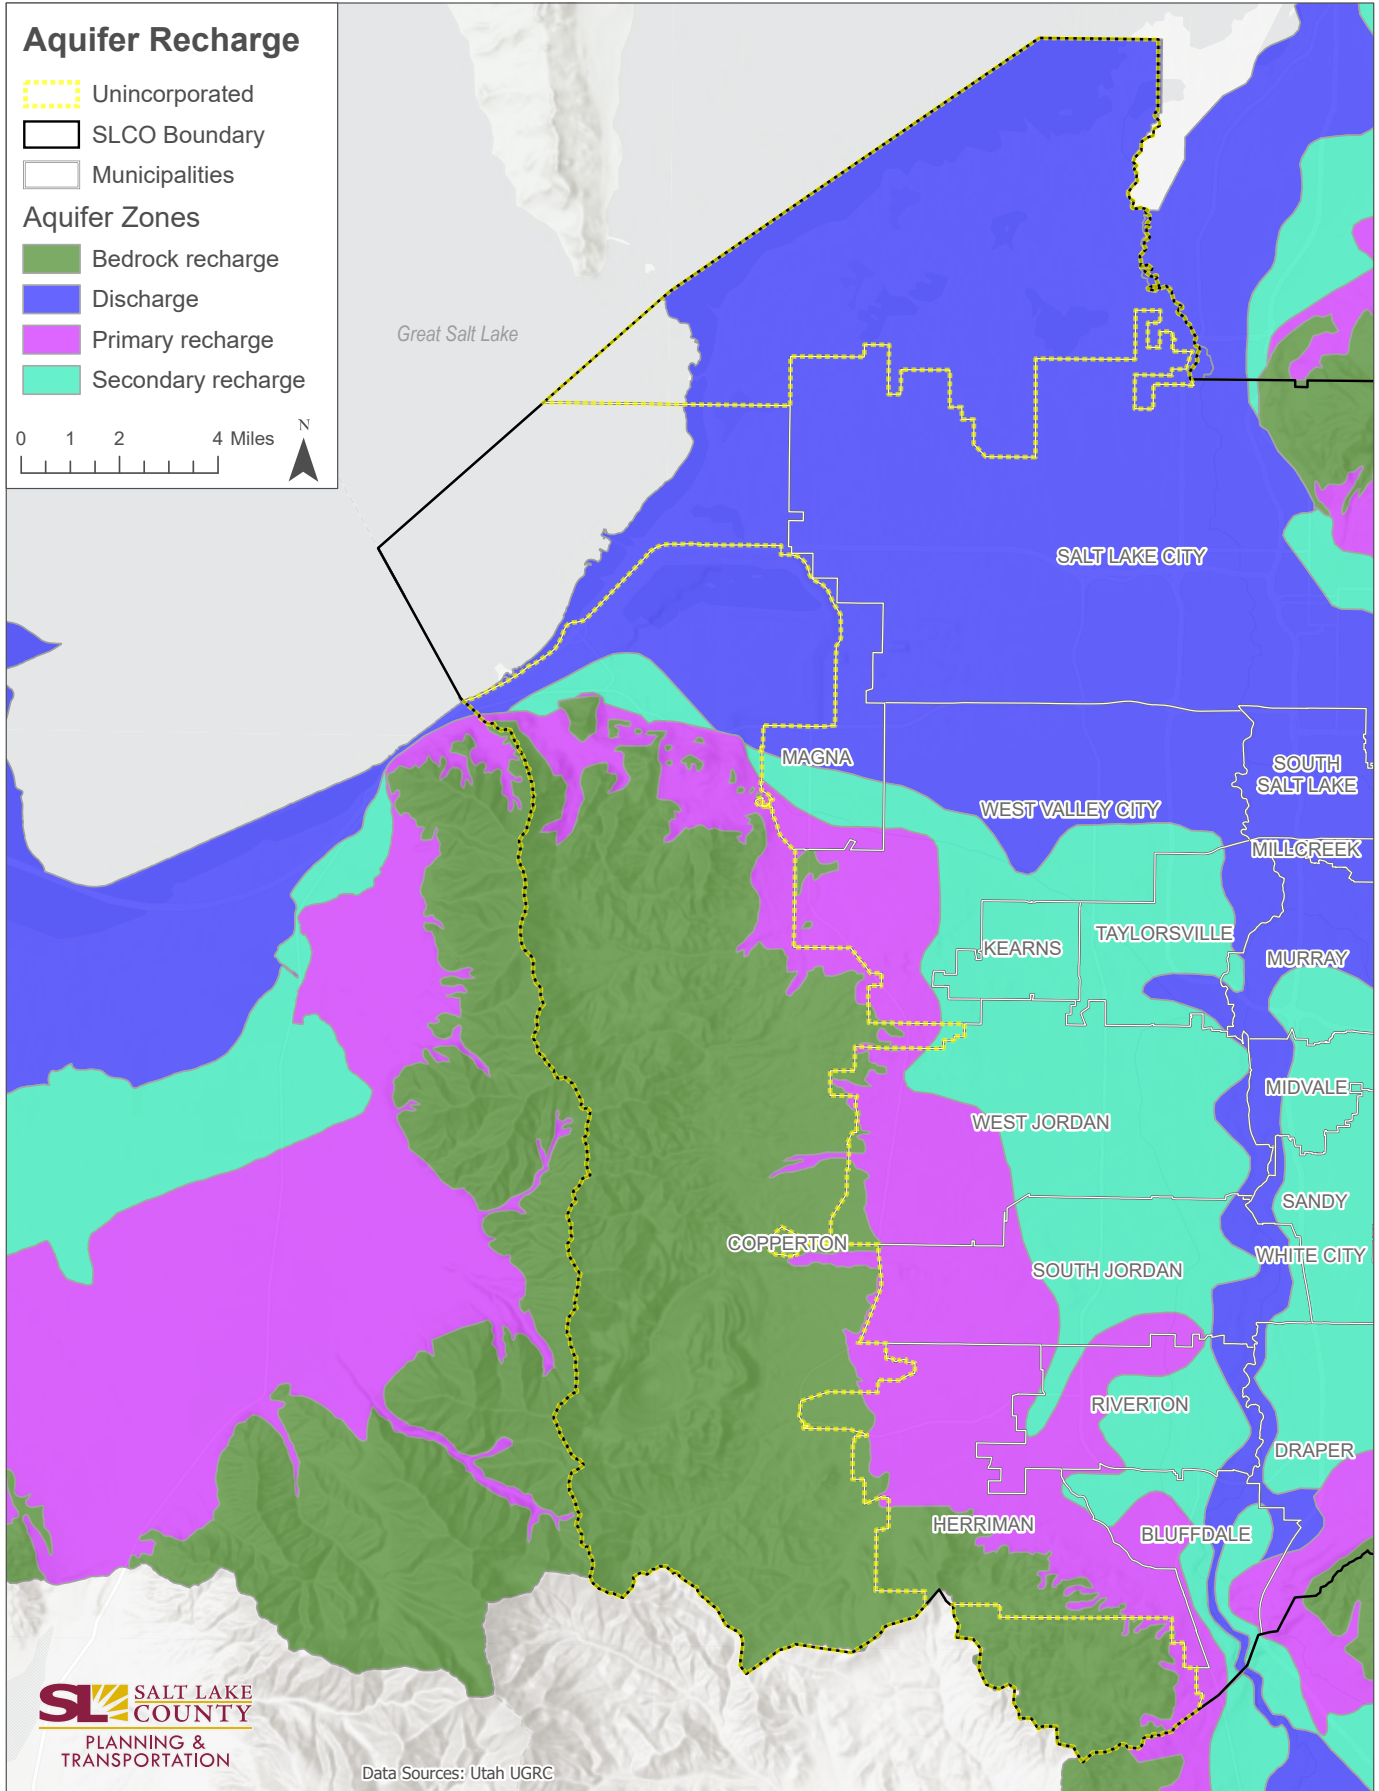 Aquifer Recharge
Unincorporated
SLCO Boundary
Municipalities
Aquifer Zones
Bedrock recharge
Discharge
Primary recharge
Secondary recharge
0 1 2 4 Miles
N
Great Salt Lake
SALT LAKE CITY
MAGNA
SOUTH
SALT LAKE
WEST VALLEY CITY
MILLCREEK
TAYLORSVILLE
KEARNS
MURRAY
MIDVALE
WEST JORDAN
SANDY
COPPERTON
WHITE CITY
SOUTH JORDAN
RIVERTON
DRAPER
HERRIMAN
BLUFFDALE
SL SALT LAKE
COUNTY
PLANNING &
TRANSPORTATION
Data Sources: Utah UGRC